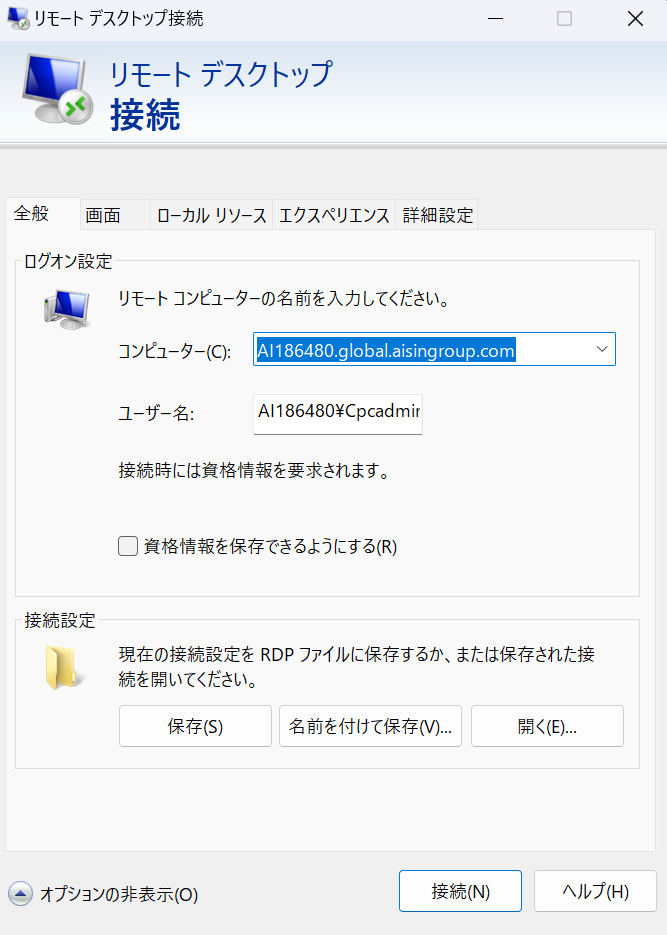 リモート デスクトップ接続
リモート デスクトップ
接続
全般
画面
ローカル リソース
エクスペリエンス
詳細設定
ログオン設定
リモート コンピューターの名前を入力してください。
コンピューター(C):
AI186480.global.aisingroup.com
ユーザー名:
AI186480¥Cpcadmin
接続時には資格情報を要求されます。
資格情報を保存できるようにする(R)
接続設定
現在の接続設定を RDP ファイルに保存するか、または保存された接
続を開いてください。
保存(S)
名前を付けて保存(V)...
開く(E)...
オプションの非表示(O)
接続(N)
ヘルプ(H)